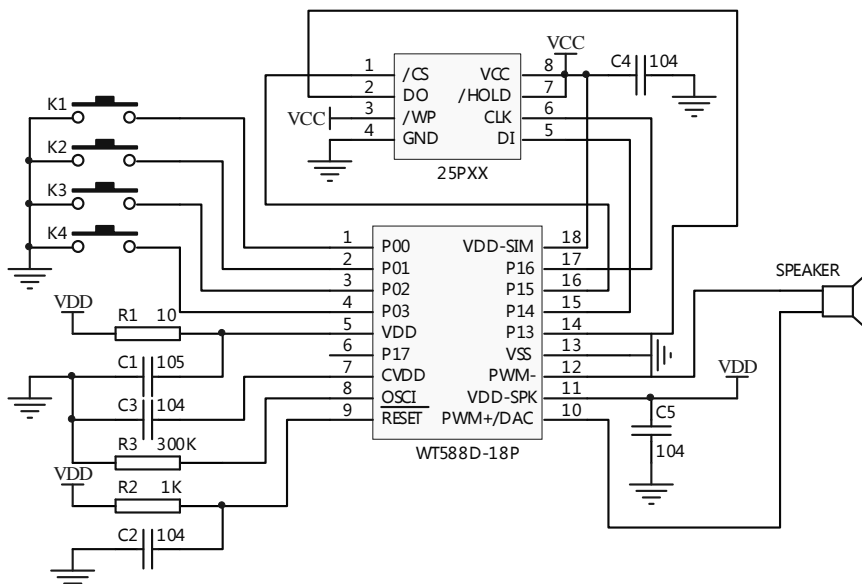 VCC
1 /CS VCC 8 C4 104
2 DO /HOLD 7
K1 VCC 3 /WP CLK 6
4 GND DI 5
K2
25PXX
K3
K4
1 P00 VDD-SIM 18
2 P01 P16 17
3 P02 P15 16
SPEAKER
4 P03 P14 15
VDD
R1 10 5 VDD P13 14
6 P17 VSS 13
C1 105 7 CVDD PWM- 12
VDD
8 OSCI VDD-SPK 11
C3 104 9 RESET PWM+/DAC 10
C5
R3 300K WT588D-18P 104
VDD
R2 1K
C2 104